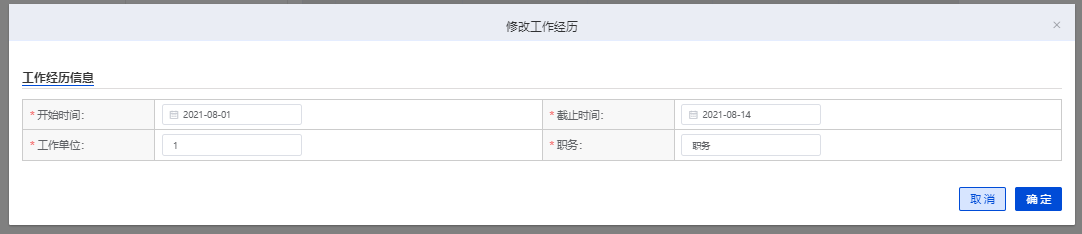 修改工作经历
工作经历信息
* 开始时间: 2021-08-01 * 截止时间: 2021-08-14
* 工作单位: 1 * 职务: 职务
取消 确定